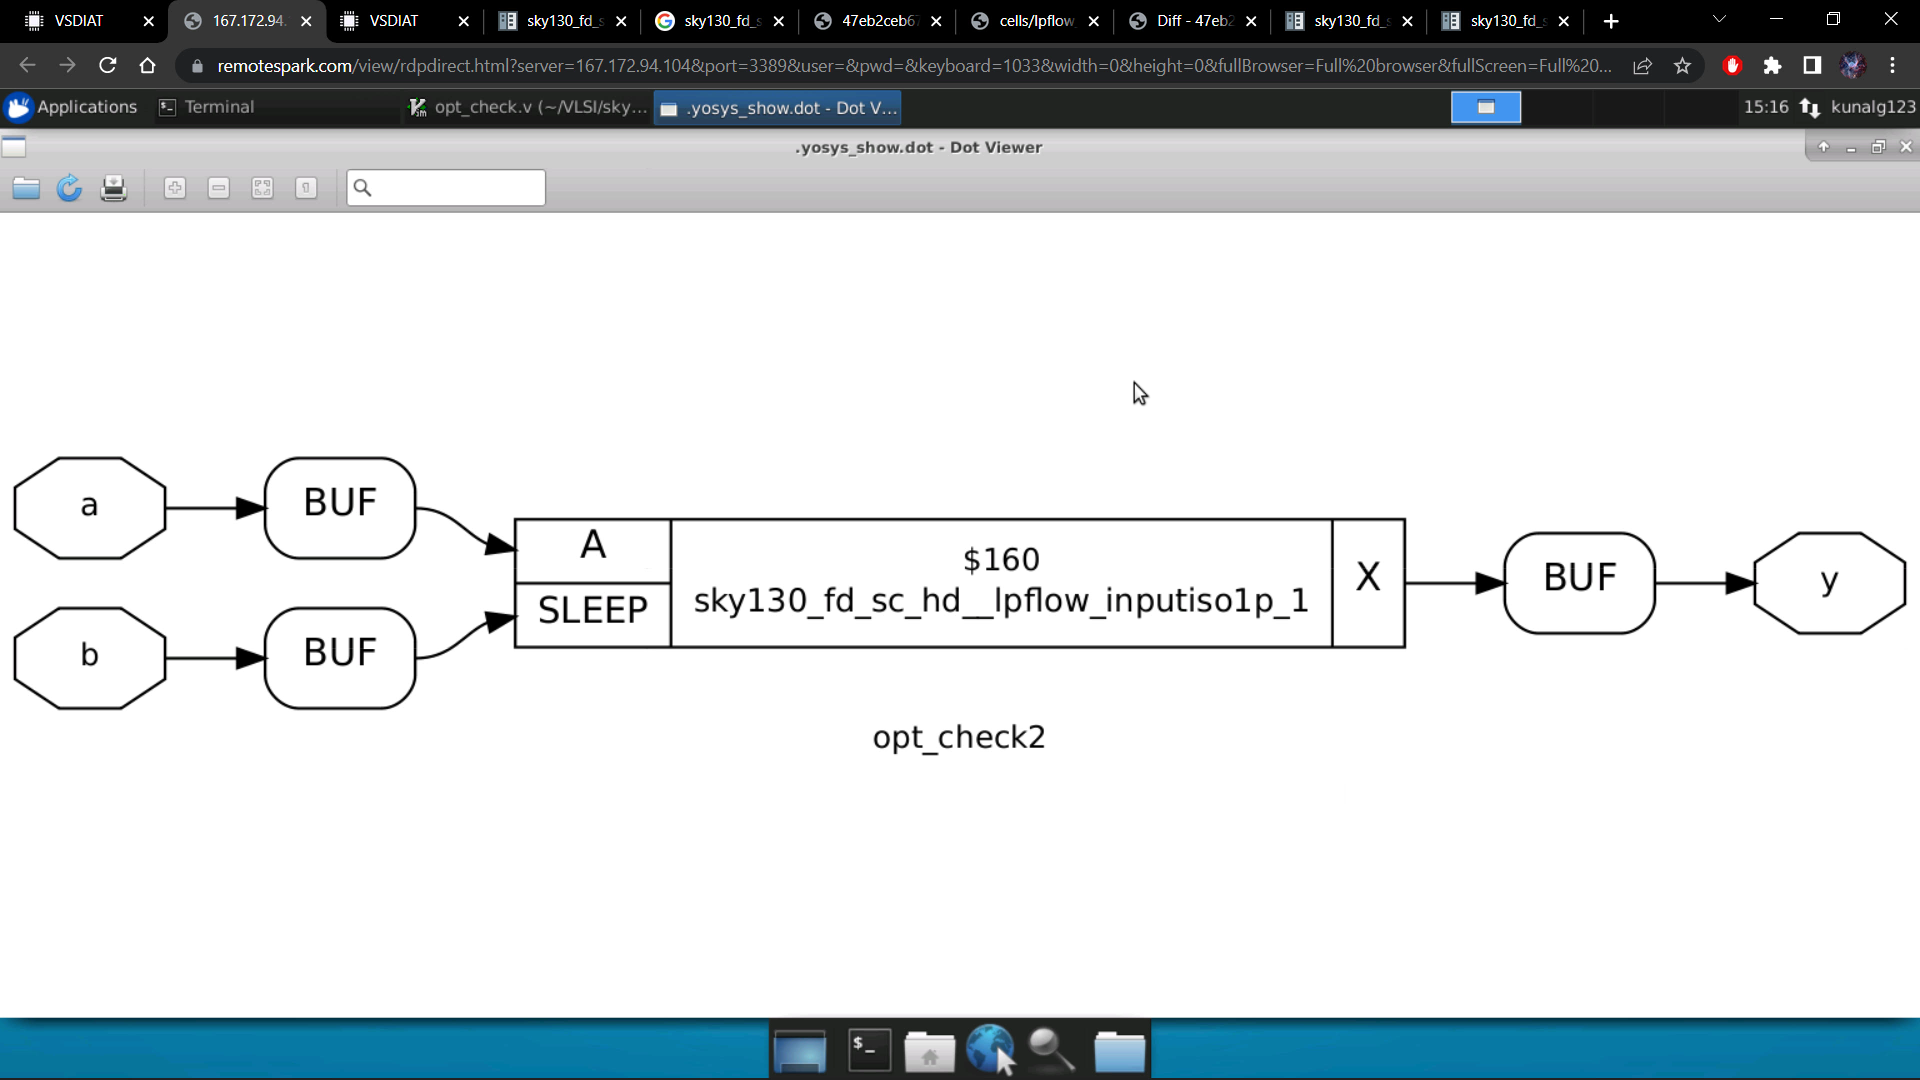 VSDIAT
167.172.94.
VSDIAT
sky130_fd_s
sky130_fd_s
47eb2ceb67
cells/lpflow
Diff - 47eb2
sky130_fd_s
sky130_fd_s
remotespark.com/view/rdpdirect.html?server=167.172.94.104&port=3389&user=&pwd=&keyboard=1033&width=0&height=0&fullBrowser=Full%20browser&fullScreen=Full%20...
Applications
Terminal
opt_check.v (~/VLSI/sky...
.yosys_show.dot - Dot V...
15:16
kunalg123
.yosys_show.dot - Dot Viewer
a
BUF
A
$160
X
BUF
y
SLEEP
sky130_fd_sc_hd__lpflow_inputiso1p_1
b
BUF
opt_check2
$_